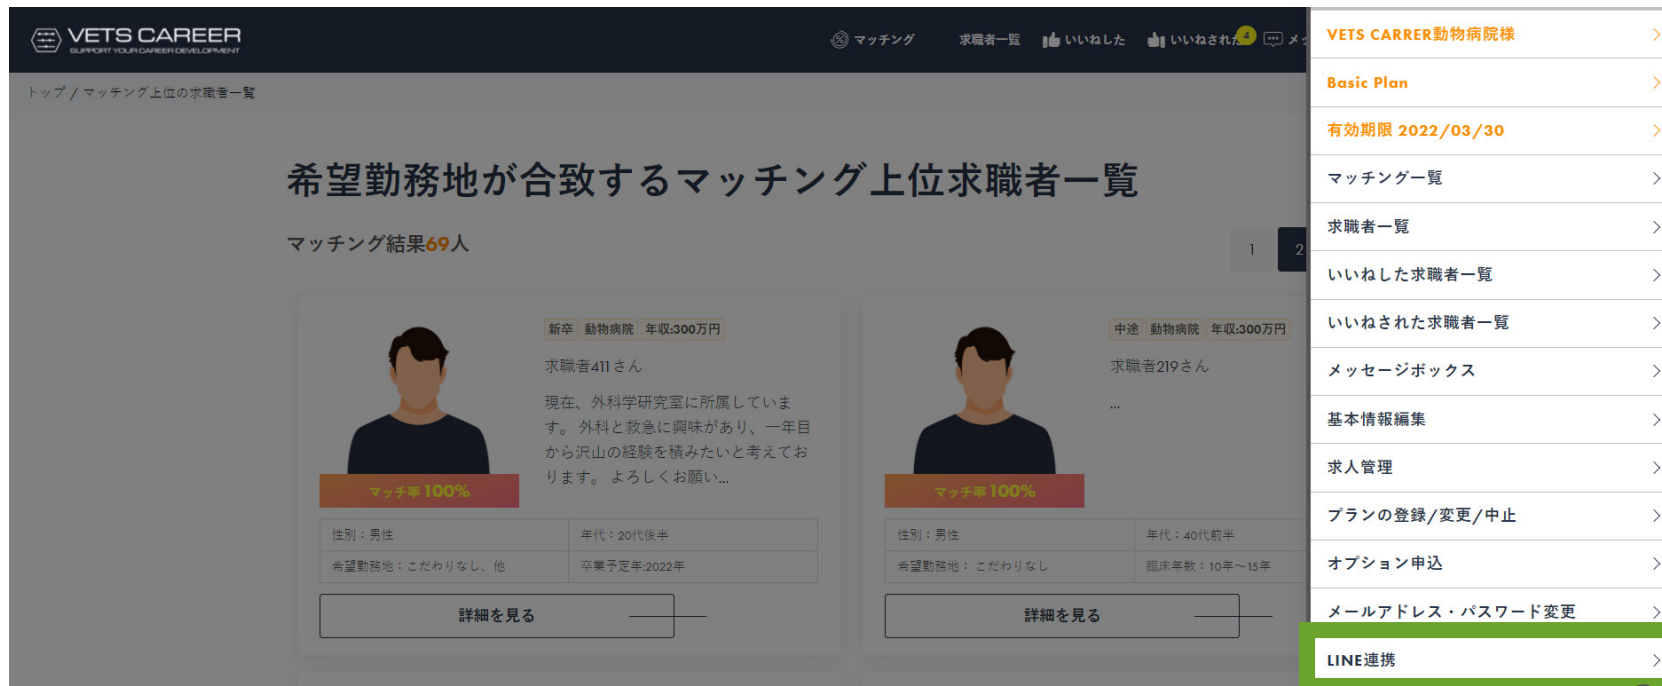 VETS CAREER
SUPPORT YOUR CAREER DEVELOPMENT
マッチング
求職者一覧
いいねした
いいねされた
4
トップ / マッチング上位の求職者一覧
希望勤務地が合致するマッチング上位求職者一覧
マッチング結果69人
1
2
新卒 動物病院 年収:300万円
求職者411さん
現在、外科学研究室に所属していま
す。 外科と救急に興味があり、一年目
から沢山の経験を積みたいと考えてお
ります。 よろしくお願い...
マッチ率100%
性別：男性
年代：20代後半
希望勤務地：こだわりなし、他
卒業予定年:2022年
詳細を見る
中途 動物病院 年収:300万円
求職者219さん
...
マッチ率100%
性別：男性
年代：40代前半
希望勤務地： こだわりなし
臨床年数：10年～15年
詳細を見る
VETS CARRER動物病院様
Basic Plan
有効期限 2022/03/30
マッチング一覧
求職者一覧
いいねした求職者一覧
いいねされた求職者一覧
メッセージボックス
基本情報編集
求人管理
プランの登録/変更/中止
オプション申込
メールアドレス・パスワード変更
LINE連携